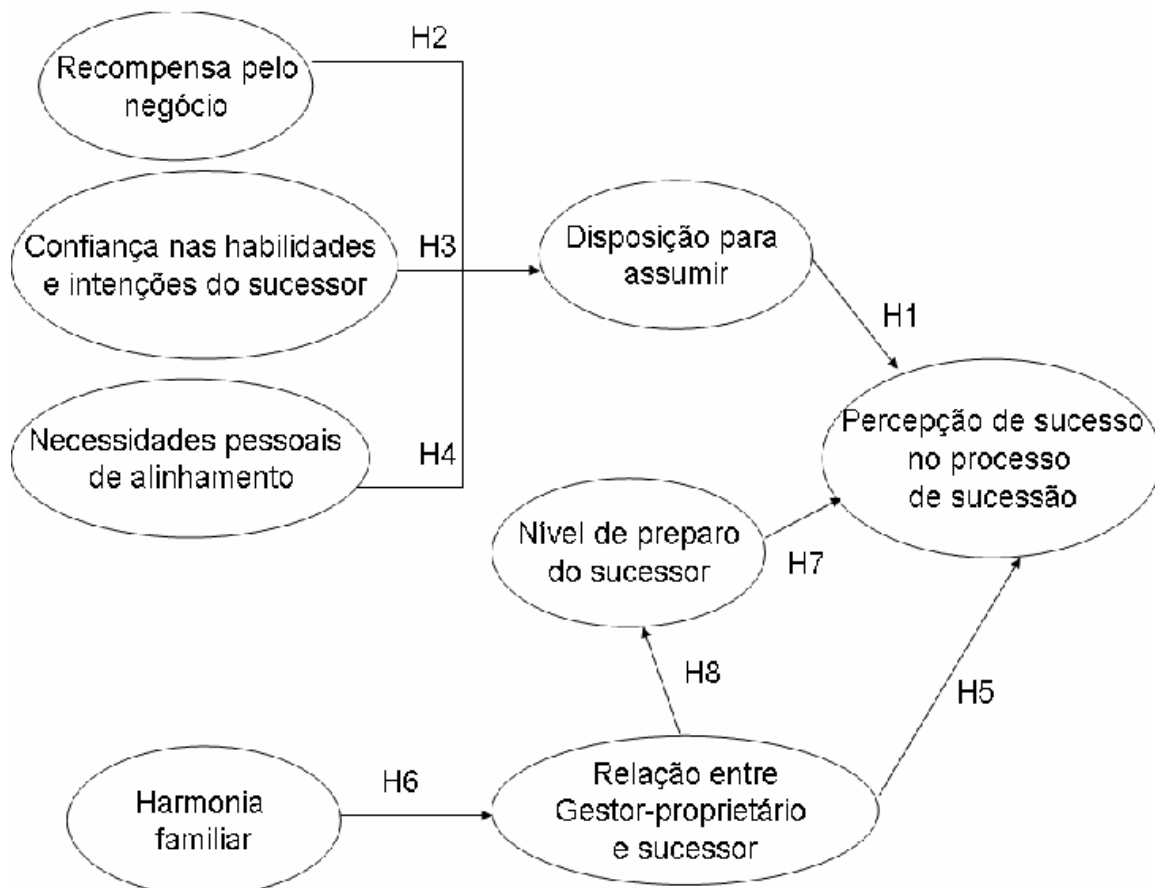 H2
Recompensa pelo
negócio
Confiança nas habilidades
e intenções do sucessor
H3
Disposição para
assumir
H1
Necessidades pessoais
de alinhamento
H4
Percepção de sucesso
no processo
de sucessão
Nível de preparo
do sucessor
H7
H8
H5
Harmonia
familiar
H6
Relação entre
Gestor-proprietário
e sucessor